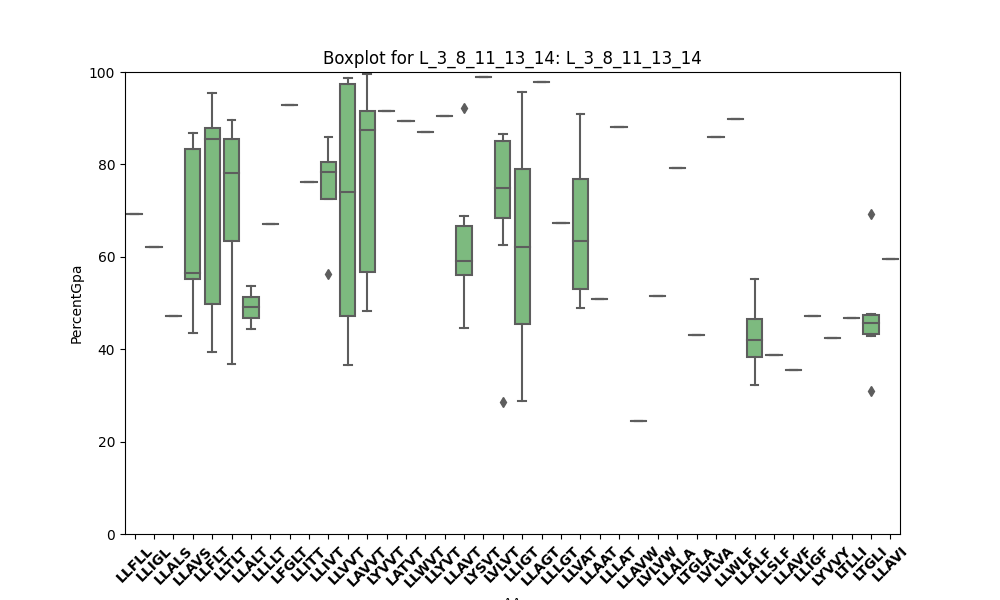 Boxplot for L_3_8_11_13_14: L_3_8_11_13_14
100
80
60
40
20
0
PercentGpa
LLFLL LLIGL LLALS LLAVS LLFLT LLTLT LLALT LLLLT LFGLT LLITT LLIVT LLVVT LAVVT LYVVT LATVT LLWVT LLYVT LLAVT LYSVT LVLVT LLIGT LLAGT LLLGT LLVAT LLAAT LLLAT LLAVW LVLVW LLALA LTGLA LVLVA LLWLF LLALF LLSLF LLAVF LLIGF LYVVY LTLLI LTGLI LLAVI